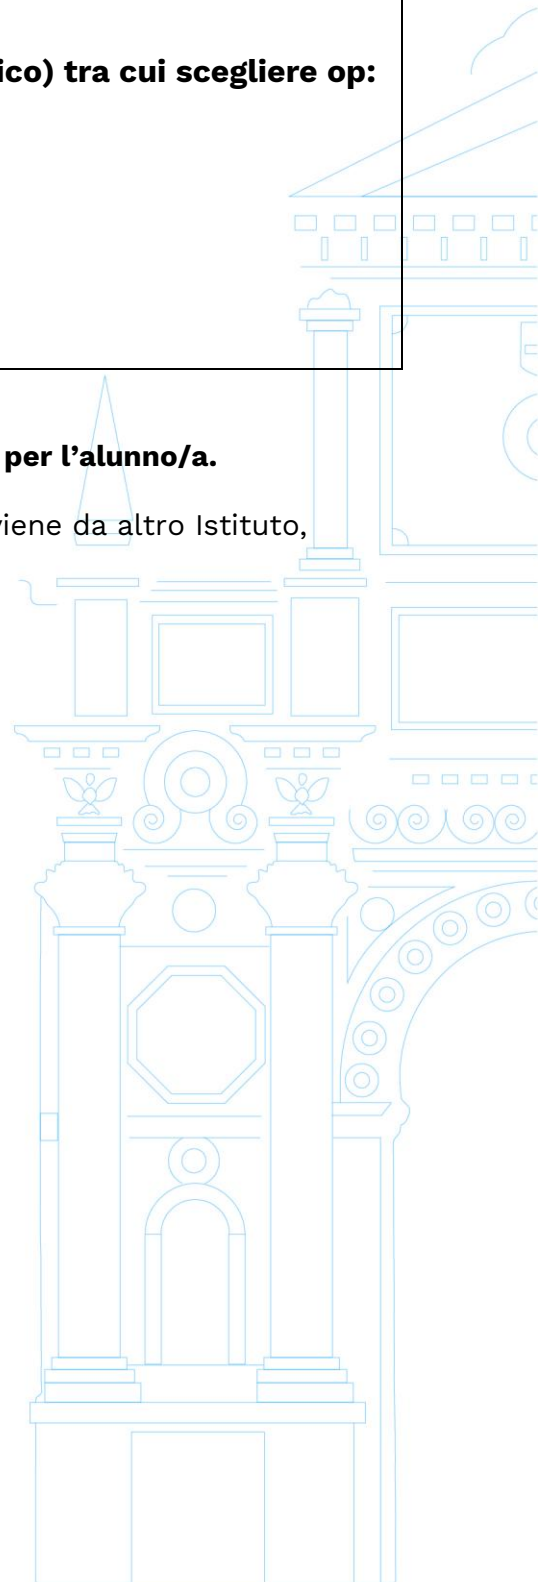 ico) tra cui scegliere op:
per l’alunno/a.
viene da altro Istituto,